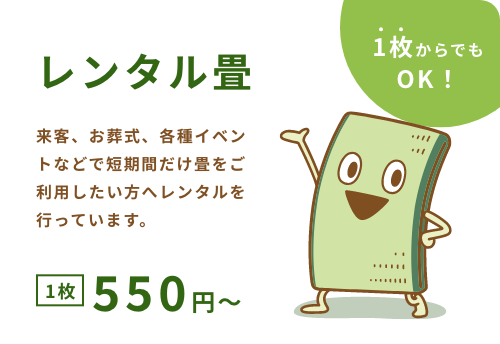 1枚からでも
OK！
レンタル畳
来客、お葬式、各種イベン
トなどで短期間だけ畳をご
利用したい方へレンタルを
行っています。
1枚 550円〜